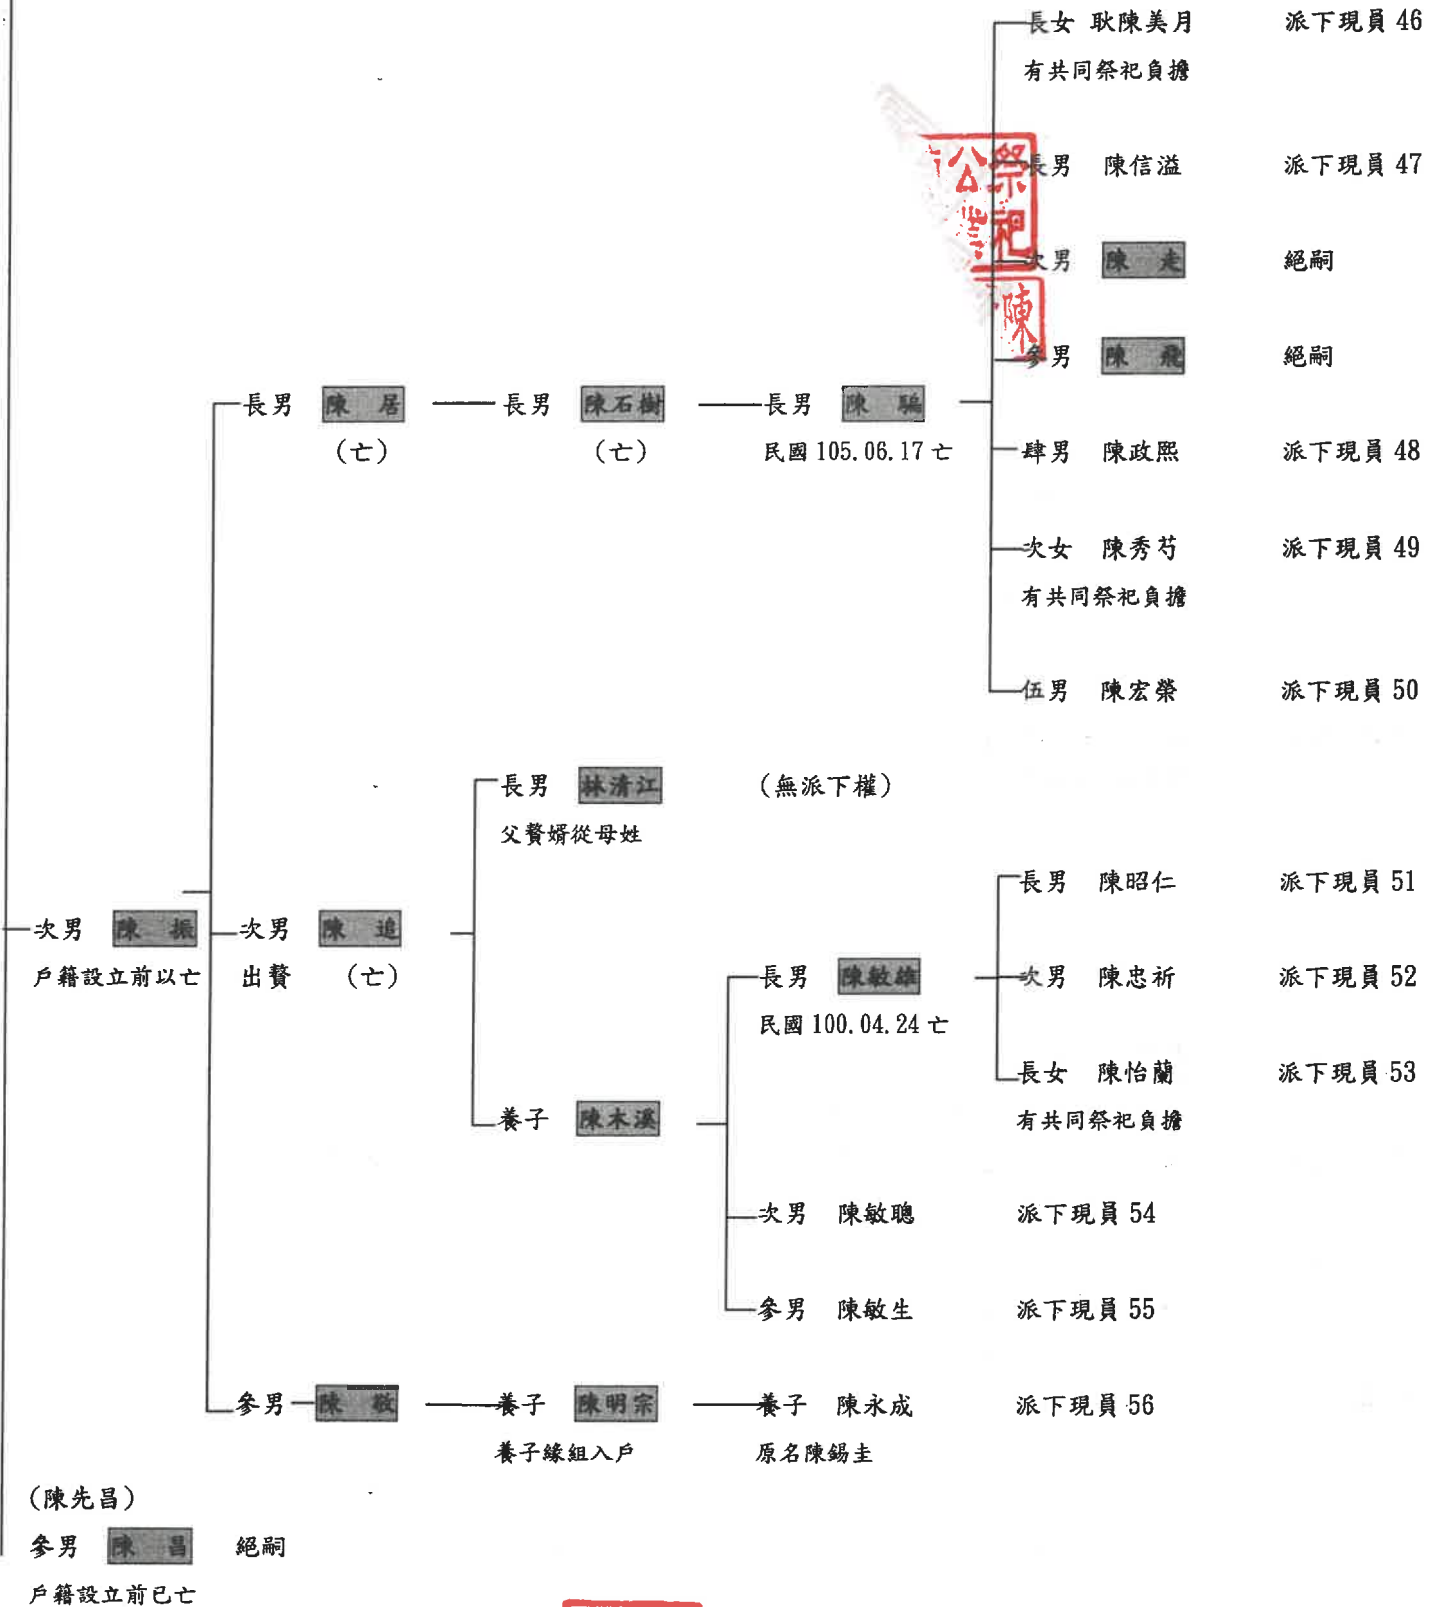 長女 耿陳美月 派下現員 46
有共同祭祀負擔
長男 陳信溢 派下現員 47
次男 陳 走 絕嗣
參男 陳 飛 絕嗣
長男 陳 居 長男 陳石樹 長男 陳 騙
(亡) (亡) 民國 105.06.17 亡
肆男 陳政熙 派下現員 48
次女 陳秀芍 派下現員 49
有共同祭祀負擔
伍男 陳宏榮 派下現員 50
長男 林清江 (無派下權)
父贅婿從母姓
長男 陳昭仁 派下現員 51
次男 陳 振 次男 陳 追
戶籍設立前以亡 出贅 (亡)
長男 陳敏雄 次男 陳忠祈 派下現員 52
民國 100.04.24 亡
長女 陳怡蘭 派下現員 53
有共同祭祀負擔
養子 陳木溪
次男 陳敏聰 派下現員 54
參男 陳敏生 派下現員 55
參男 陳 敬 養子 陳明宗 養子 陳永成 派下現員 56
養子緣組入戶 原名陳錫圭
(陳先昌)
參男 陳 昌 絕嗣
戶籍設立前已亡
公
祭祀
陳